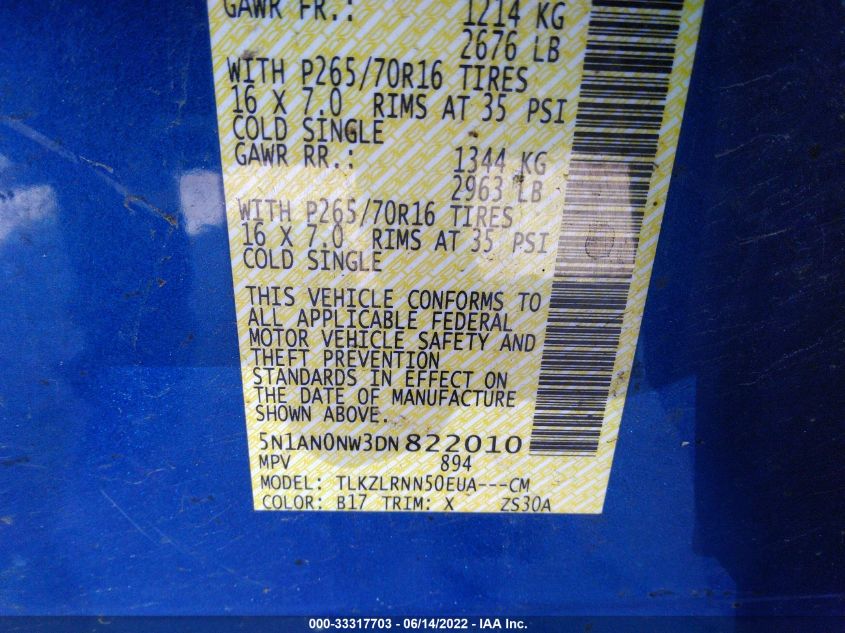 GAWR FR.: 1214 KG
2676 LB
WITH P265/70R16 TIRES
16 X 7.0 RIMS AT 35 PSI
COLD SINGLE
GAWR RR.: 1344 KG
2963 LB
WITH P265/70R16 TIRES
16 X 7.0 RIMS AT 35 PSI
COLD SINGLE
THIS VEHICLE CONFORMS TO
ALL APPLICABLE FEDERAL
MOTOR VEHICLE SAFETY AND
THEFT PREVENTION
STANDARDS IN EFFECT ON
THE DATE OF MANUFACTURE
SHOWN ABOVE.
5N1AN0NW3DN822010
MPV 894
MODEL: TLKZLRNN50EUA---CM
COLOR: B17 TRIM: X ZS30A
000-33317703 - 06/14/2022 - IAA Inc.